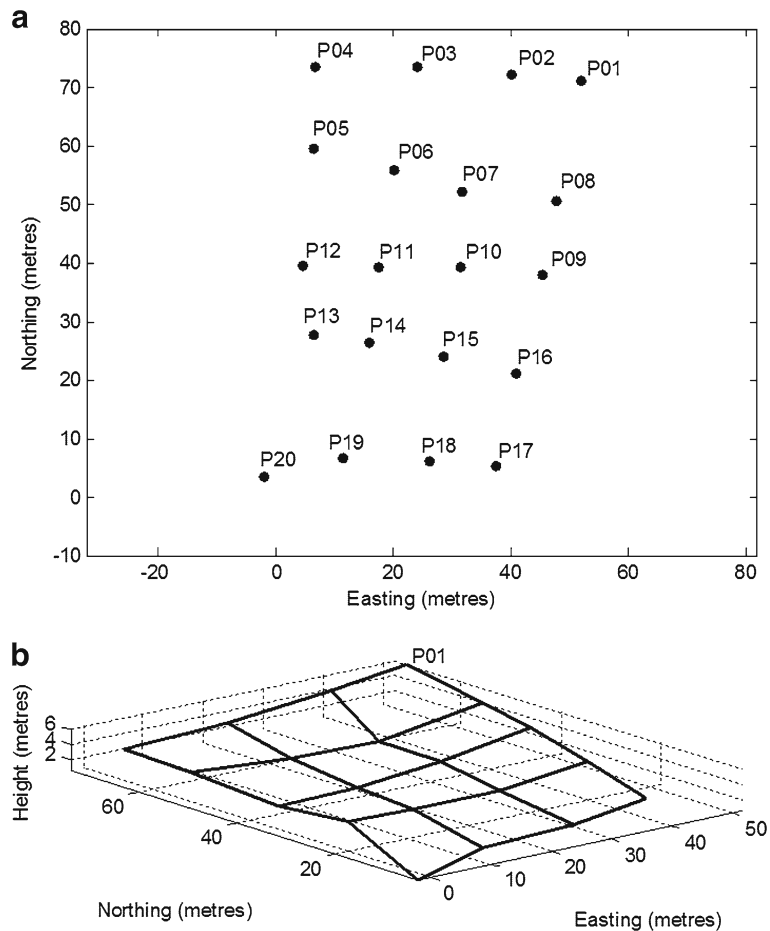 a
80
P04 P03 P02 P01
70
P05
60
P06
P07 P08
50
Northing (metres)
P12 P11 P10 P09
40
P13
P14
30
P15
P16
20
10
P20 P19 P18 P17
0
-10
-20 0 20 40 60 80
Easting (metres)
b
P01
Height (metres)
6
4
2
60
40
20
0
10
20
30
40
50
Northing (metres)
Easting (metres)